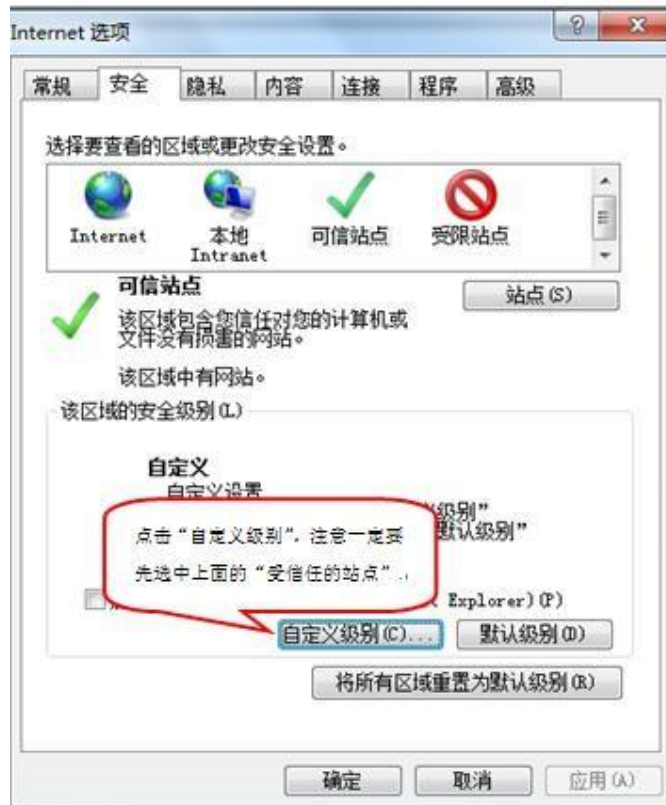 Internet 选项
常规 安全 隐私 内容 连接 程序 高级
选择要查看的区域或更改安全设置。
Internet 本地 Intranet 可信站点 受限站点
可信站点
站点(S)
该区域包含您信任对您的计算机或
文件没有损害的网站。
该区域中有网站。
该区域的安全级别(L)
自定义
自定义设置
级别”
默认级别”
点击“自定义级别”，注意一定要
先选中上面的“受信任的站点”.
Explorer)(P)
自定义级别(C)... 默认级别(D)
将所有区域重置为默认级别(R)
确定 取消 应用(A)